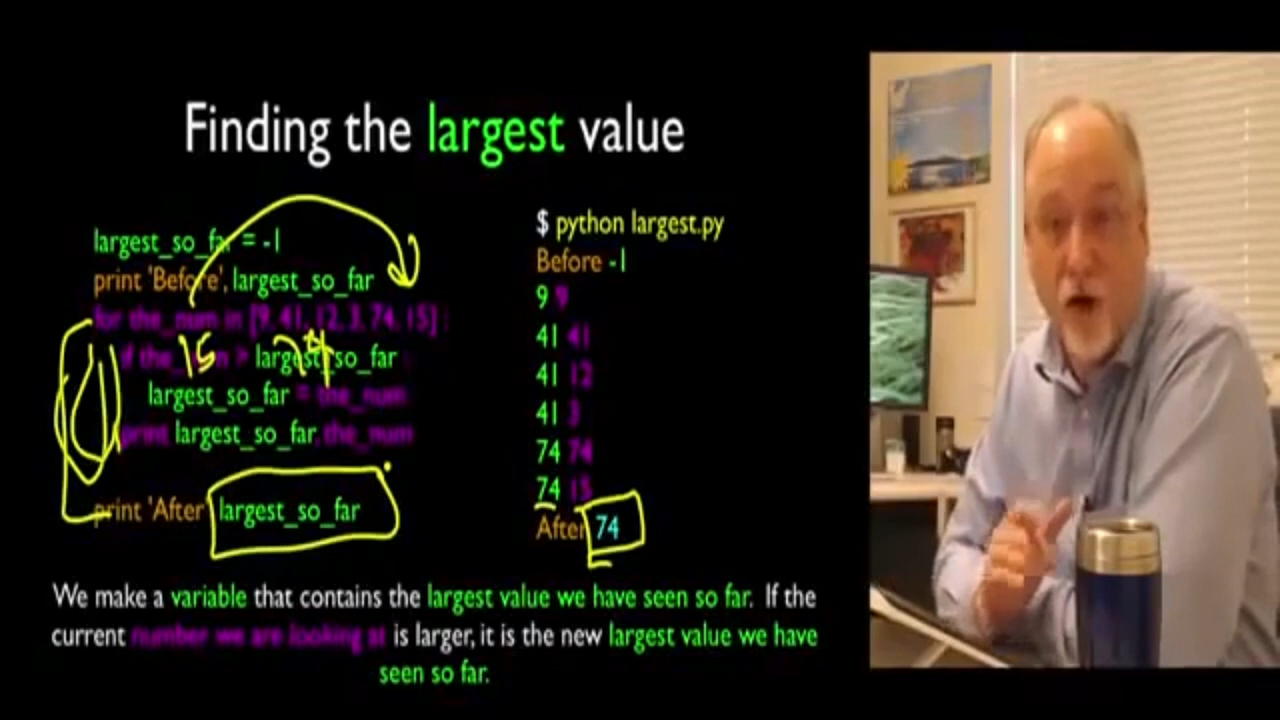 Finding the largest value
largest_so_far = -1
print 'Before', largest_so_far
for the_num in [9, 41, 12, 3, 74, 15] :
if the_num > largest_so_far :
15 74
largest_so_far = the_num
print largest_so_far, the_num
print 'After', largest_so_far
$ python largest.py
Before -1
9 9
41 41
41 12
41 3
74 74
74 15
After 74
We make a variable that contains the largest value we have seen so far. If the
current number we are looking at is larger, it is the new largest value we have
seen so far.